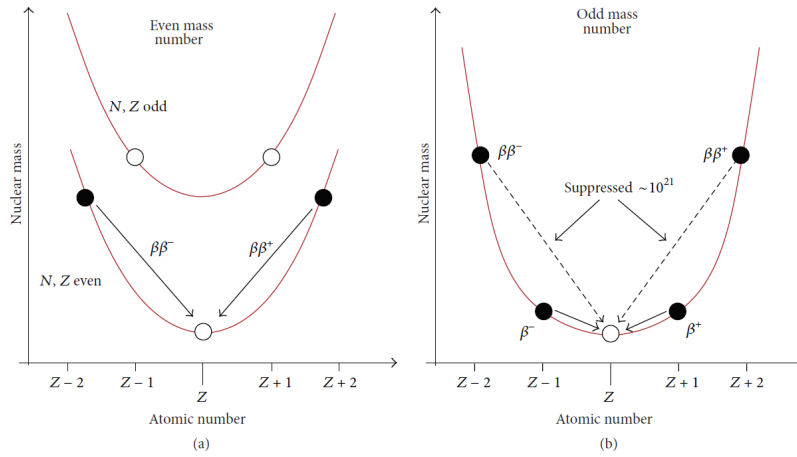 Even mass
number
N, Z odd
ββ⁻
ββ⁺
N, Z even
Nuclear mass
Z − 2
Z − 1
Z
Z + 1
Z + 2
Atomic number
(a)
Odd mass
number
ββ⁻
ββ⁺
Suppressed ~10²¹
β⁻
β⁺
Nuclear mass
Z − 2
Z − 1
Z
Z + 1
Z + 2
Atomic number
(b)